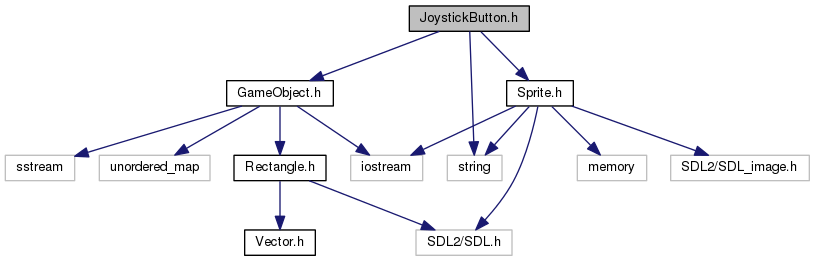 JoystickButton.h
GameObject.h
Sprite.h
sstream
unordered_map
Rectangle.h
iostream
string
memory
SDL2/SDL_image.h
Vector.h
SDL2/SDL.h